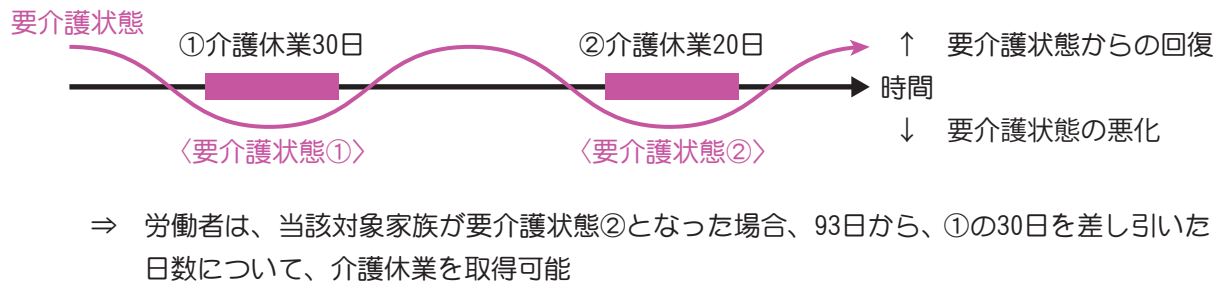 要介護状態
①介護休業30日
②介護休業20日
↑　要介護状態からの回復
時間
↓　要介護状態の悪化
〈要介護状態①〉
〈要介護状態②〉
⇒　労働者は、当該対象家族が要介護状態②となった場合、93日から、①の30日を差し引いた
日数について、介護休業を取得可能